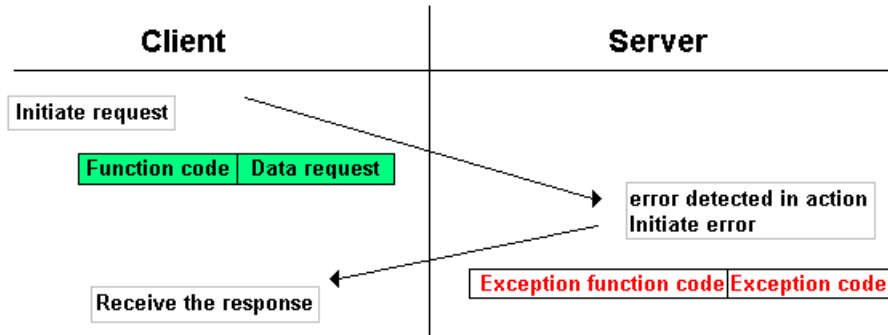 Client
Server
Initiate request
Function code Data request
error detected in action
Initiate error
Exception function code Exception code
Receive the response